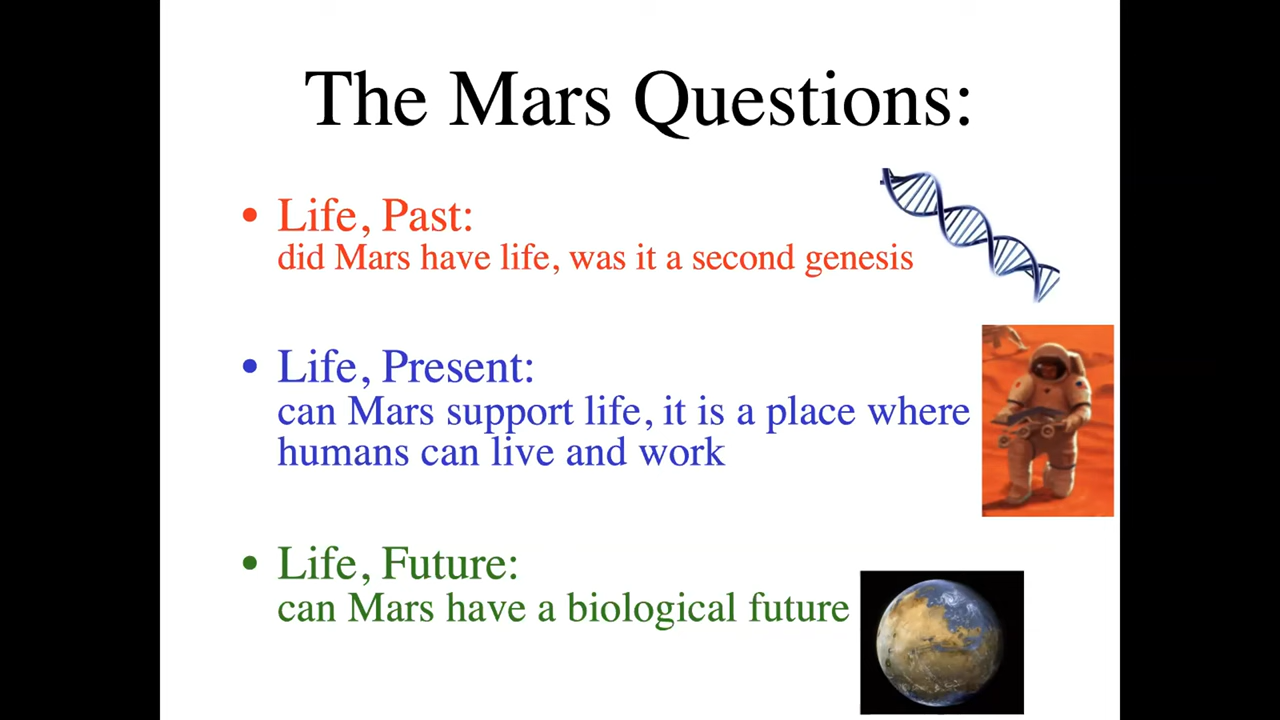 The Mars Questions:
• Life, Past:
did Mars have life, was it a second genesis
• Life, Present:
can Mars support life, it is a place where
humans can live and work
• Life, Future:
can Mars have a biological future